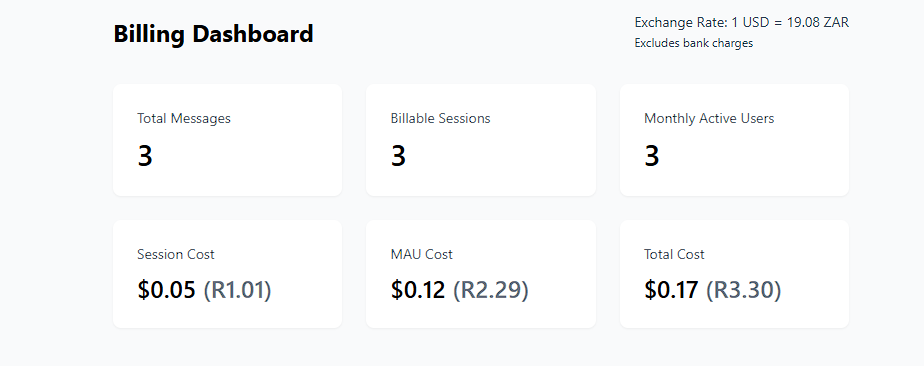 Billing Dashboard
Exchange Rate: 1 USD = 19.08 ZAR
Excludes bank charges
Total Messages
3
Billable Sessions
3
Monthly Active Users
3
Session Cost
$0.05 (R1.01)
MAU Cost
$0.12 (R2.29)
Total Cost
$0.17 (R3.30)